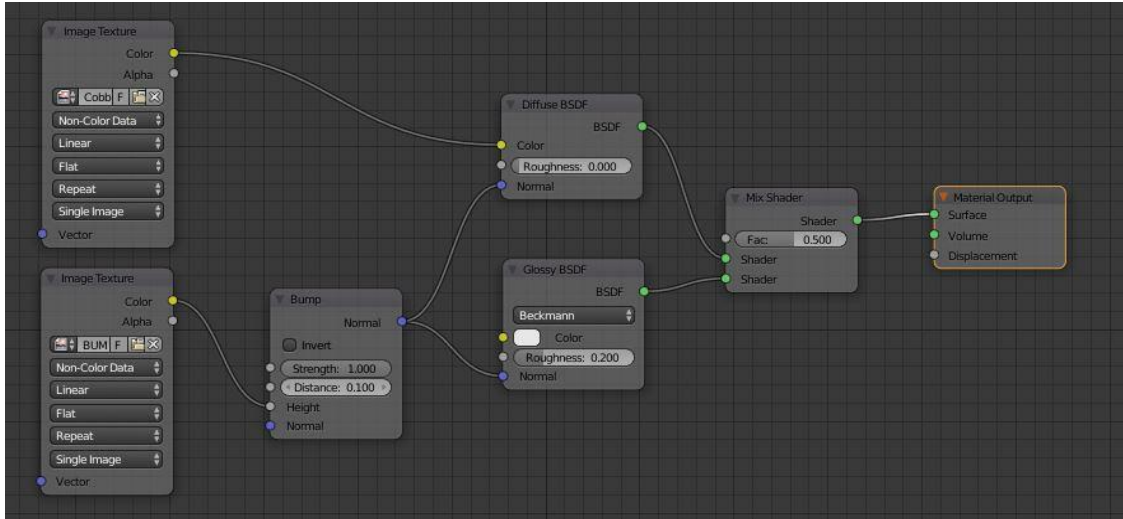 Image Texture
Color
Alpha
Cobb F
Non-Color Data
Linear
Flat
Repeat
Single Image
Vector
Image Texture
Color
Alpha
BUM F
Non-Color Data
Linear
Flat
Repeat
Single Image
Vector
Bump
Normal
Invert
Strength: 1.000
Distance: 0.100
Height
Normal
Diffuse BSDF
BSDF
Color
Roughness: 0.000
Normal
Glossy BSDF
BSDF
Beckmann
Color
Roughness: 0.200
Normal
Mix Shader
Shader
Fac: 0.500
Shader
Shader
Material Output
Surface
Volume
Displacement